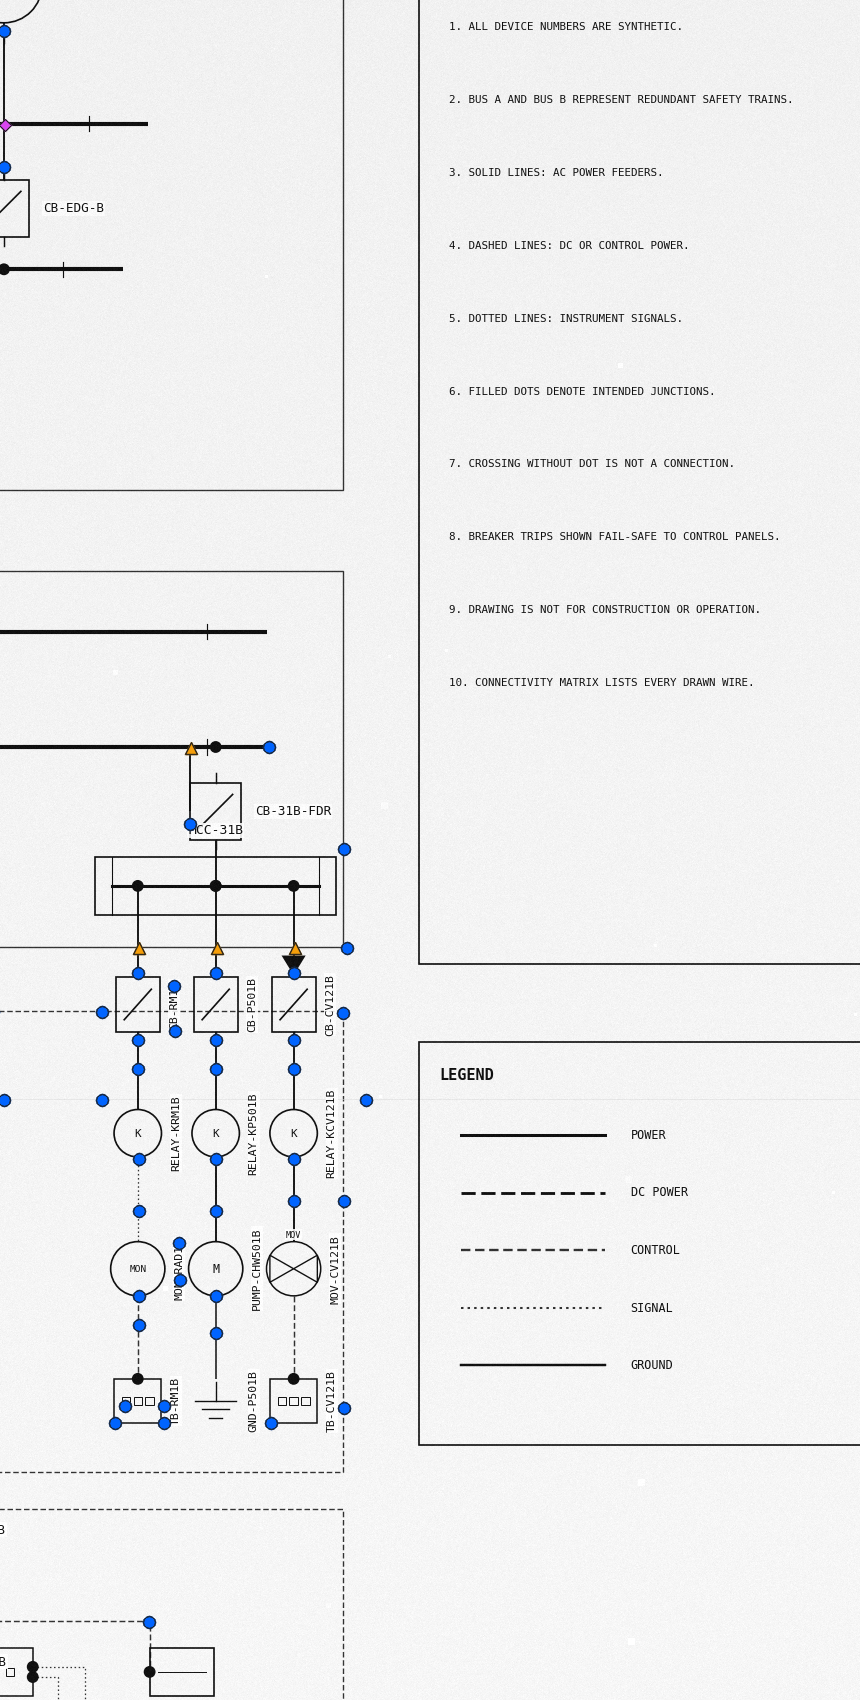 1. ALL DEVICE NUMBERS ARE SYNTHETIC.
2. BUS A AND BUS B REPRESENT REDUNDANT SAFETY TRAINS.
3. SOLID LINES: AC POWER FEEDERS.
CB-EDG-B
4. DASHED LINES: DC OR CONTROL POWER.
5. DOTTED LINES: INSTRUMENT SIGNALS.
6. FILLED DOTS DENOTE INTENDED JUNCTIONS.
7. CROSSING WITHOUT DOT IS NOT A CONNECTION.
8. BREAKER TRIPS SHOWN FAIL-SAFE TO CONTROL PANELS.
9. DRAWING IS NOT FOR CONSTRUCTION OR OPERATION.
10. CONNECTIVITY MATRIX LISTS EVERY DRAWN WIRE.
CB-31B-FDR
MCC-31B
CB-P501B
CB-CV121B
LEGEND
POWER
DC POWER
CONTROL
SIGNAL
GROUND
K
RELAY-KRM1B
K
RELAY-KP501B
K
RELAY-KCV121B
MOV
MON
M
PUMP-CHW501B
MOV-CV121B
TB-RM1B
GND-P501B
TB-CV121B
B
B